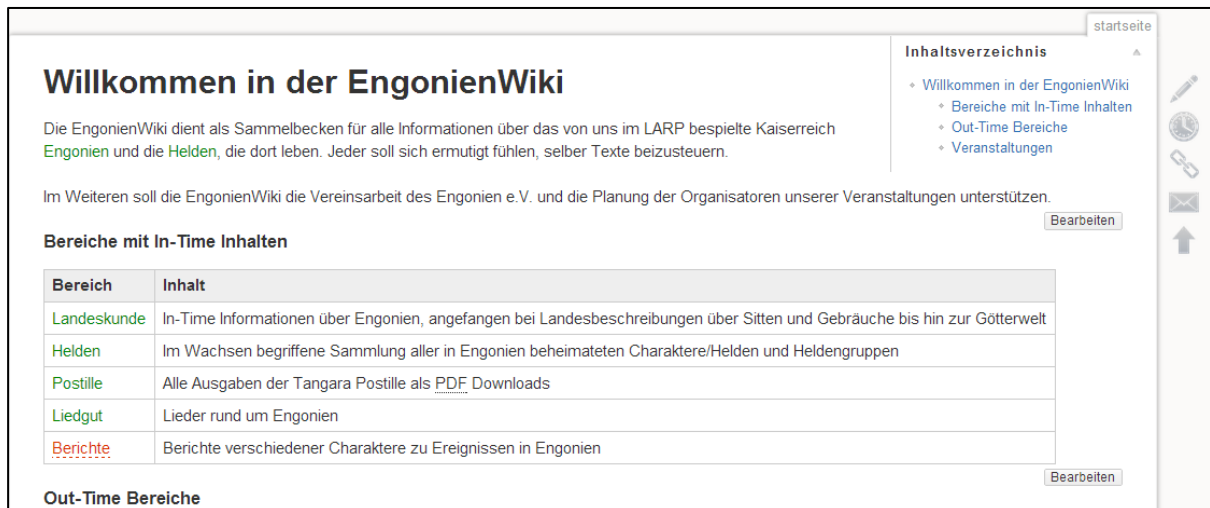 startseite
Inhaltsverzeichnis
Willkommen in der EngonienWiki
Bereiche mit In-Time Inhalten
Out-Time Bereiche
Veranstaltungen
Willkommen in der EngonienWiki
Die EngonienWiki dient als Sammelbecken für alle Informationen über das von uns im LARP bespielte Kaiserreich
Engonien und die Helden, die dort leben. Jeder soll sich ermutigt fühlen, selber Texte beizusteuern.
Im Weiteren soll die EngonienWiki die Vereinsarbeit des Engonien e.V. und die Planung der Organisatoren unserer Veranstaltungen unterstützen.
Bearbeiten
Bereiche mit In-Time Inhalten
Bereich Inhalt
Landeskunde In-Time Informationen über Engonien, angefangen bei Landesbeschreibungen über Sitten und Gebräuche bis hin zur Götterwelt
Helden Im Wachsen begriffene Sammlung aller in Engonien beheimateten Charaktere/Helden und Heldengruppen
Postille Alle Ausgaben der Tangara Postille als PDF Downloads
Liedgut Lieder rund um Engonien
Berichte Berichte verschiedener Charaktere zu Ereignissen in Engonien
Bearbeiten
Out-Time Bereiche